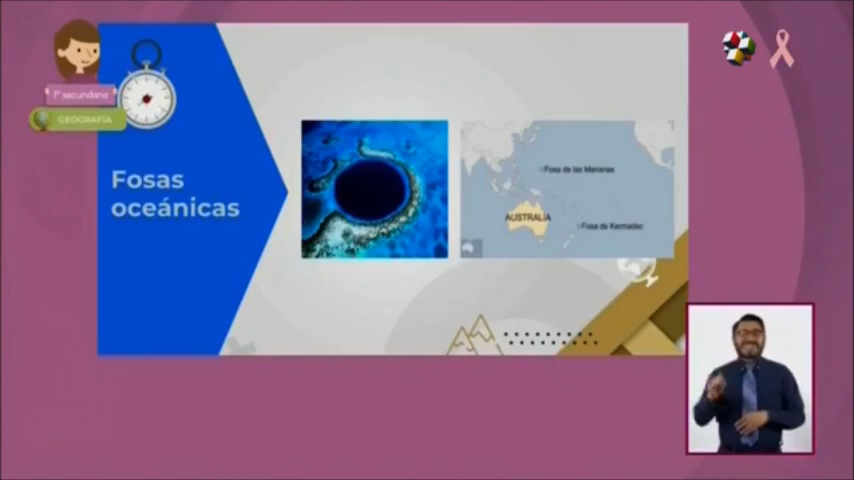 1° secundaria
GEOGRAFÍA
Fosas
oceánicas
Fosa de las Marianas
AUSTRALIA
Fosa de Kermadec